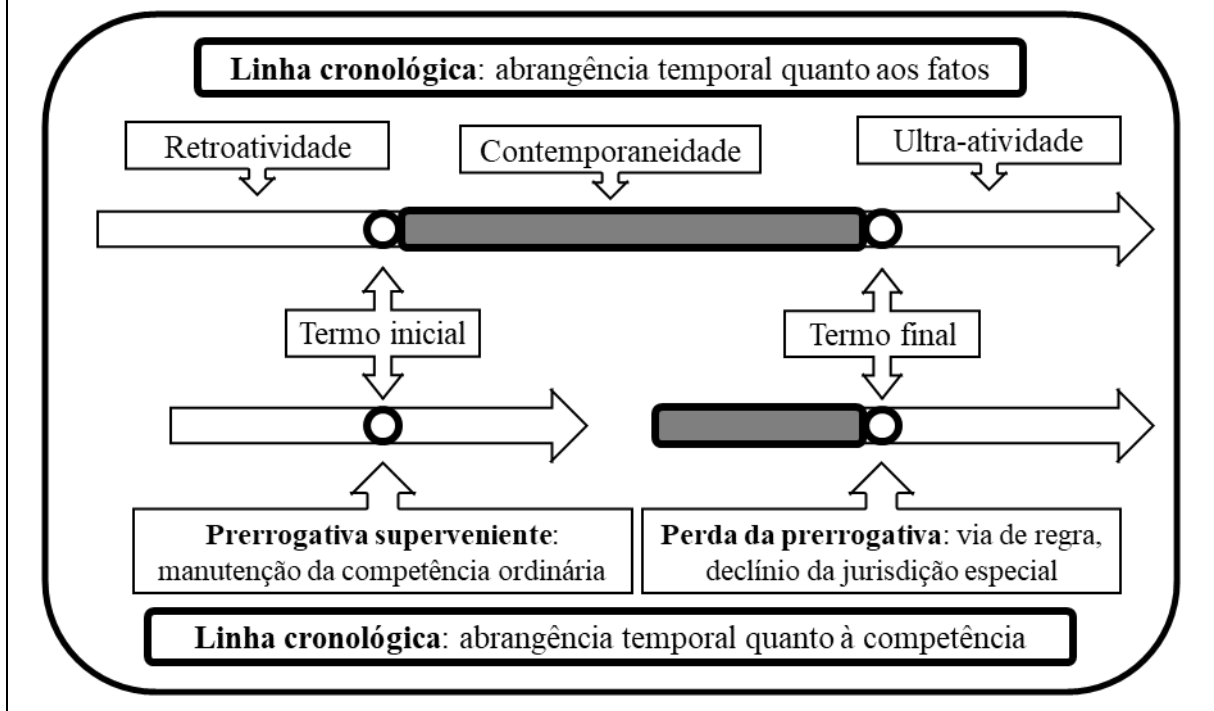 Linha cronológica: abrangência temporal quanto aos fatos
Retroatividade
Contemporaneidade
Ultra-atividade
Termo inicial
Termo final
Prerrogativa superveniente:
manutenção da competência ordinária
Perda da prerrogativa: via de regra,
declínio da jurisdição especial
Linha cronológica: abrangência temporal quanto à competência